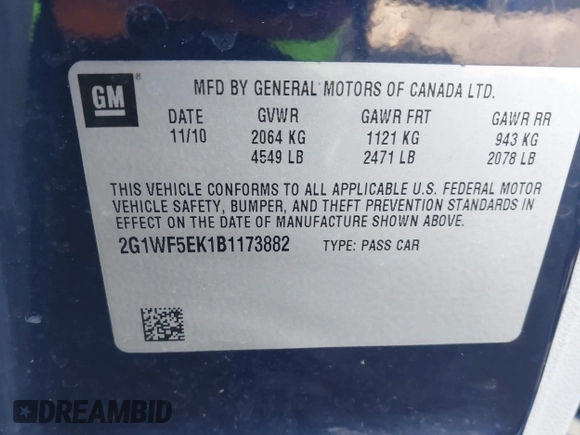 GM
MFD BY GENERAL MOTORS OF CANADA LTD.
DATE GVWR GAWR FRT GAWR RR
11/10 2064 KG 1121 KG 943 KG
4549 LB 2471 LB 2078 LB
THIS VEHICLE CONFORMS TO ALL APPLICABLE U.S. FEDERAL MOTOR
VEHICLE SAFETY, BUMPER, AND THEFT PREVENTION STANDARDS IN
EFFECT ON THE DATE OF MANUFACTURE SHOWN ABOVE.
2G1WF5EK1B1173882 TYPE: PASS CAR
DREAMBID